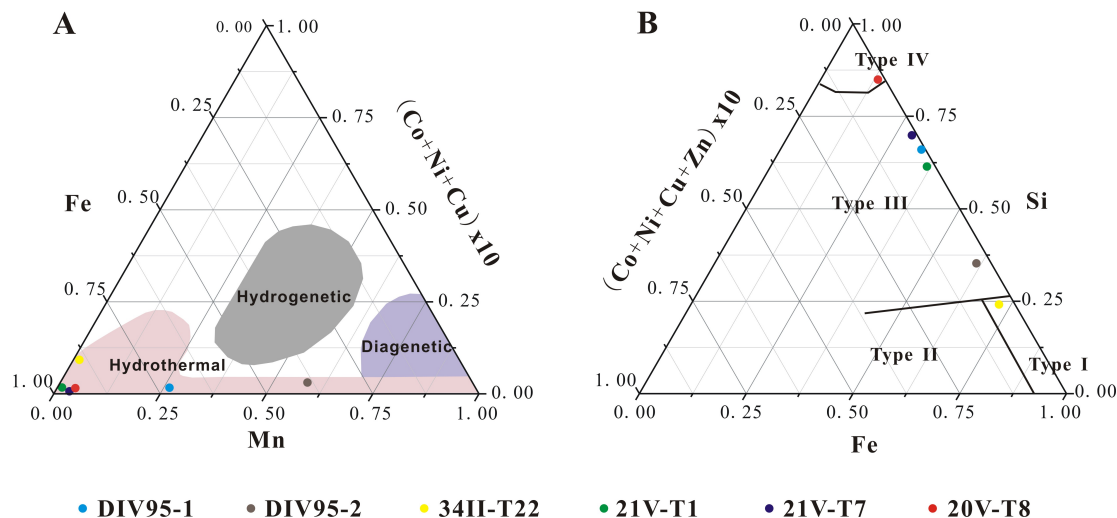 A
B
0. 00 1. 00
0. 00 1. 00
Type IV
0. 25 0. 75
(Co+Ni+Cu) x10
(Co+Ni+Cu+Zn) x10
0. 25 0. 75
Fe
0. 50 0. 50
0. 50 Type III 0. 50
Si
Hydrogenetic
0. 75 0. 25
0. 75 0. 25
Hydrothermal
Diagenetic
Type II
Type I
1. 00 0. 00
0. 00 0. 25 0. 50 0. 75 1. 00
Mn
1. 00 0. 00
0. 00 0. 25 0. 50 0. 75 1. 00
Fe
DIV95-1 DIV95-2 34II-T22 21V-T1 21V-T7 20V-T8